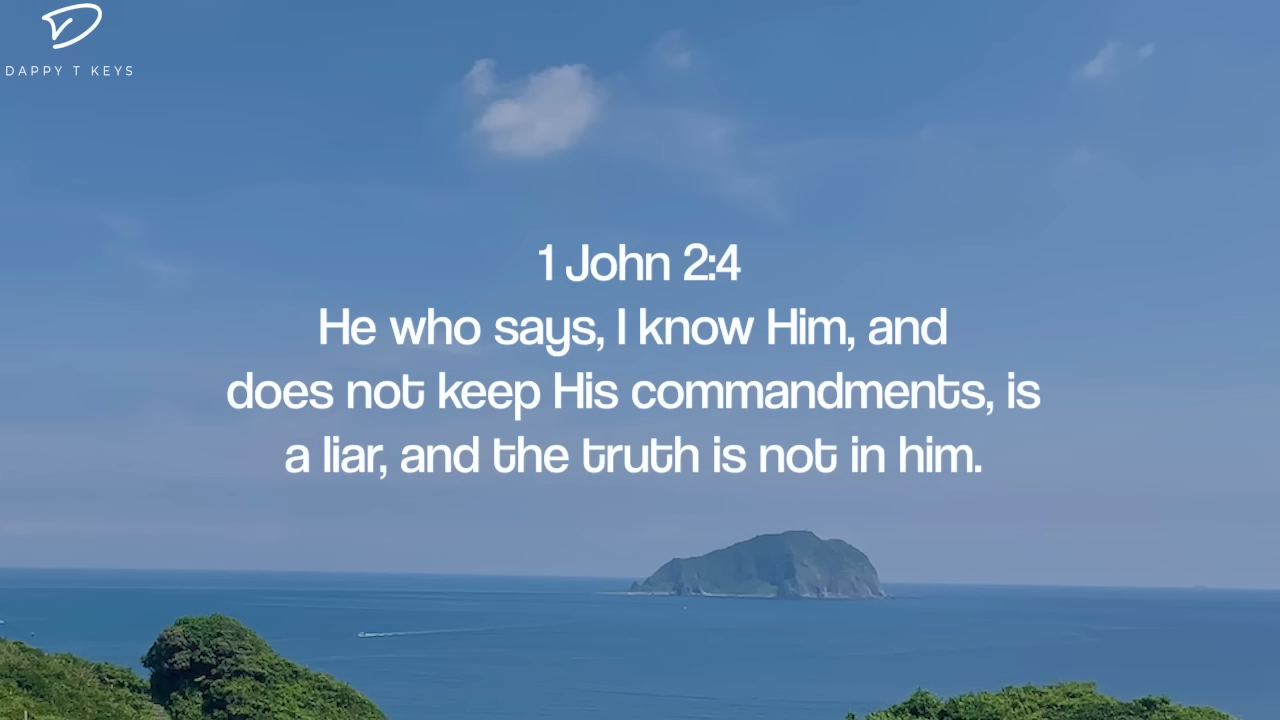 DAPPY T KEYS
1 John 2:4
He who says, I know Him, and
does not keep His commandments, is
a liar, and the truth is not in him.